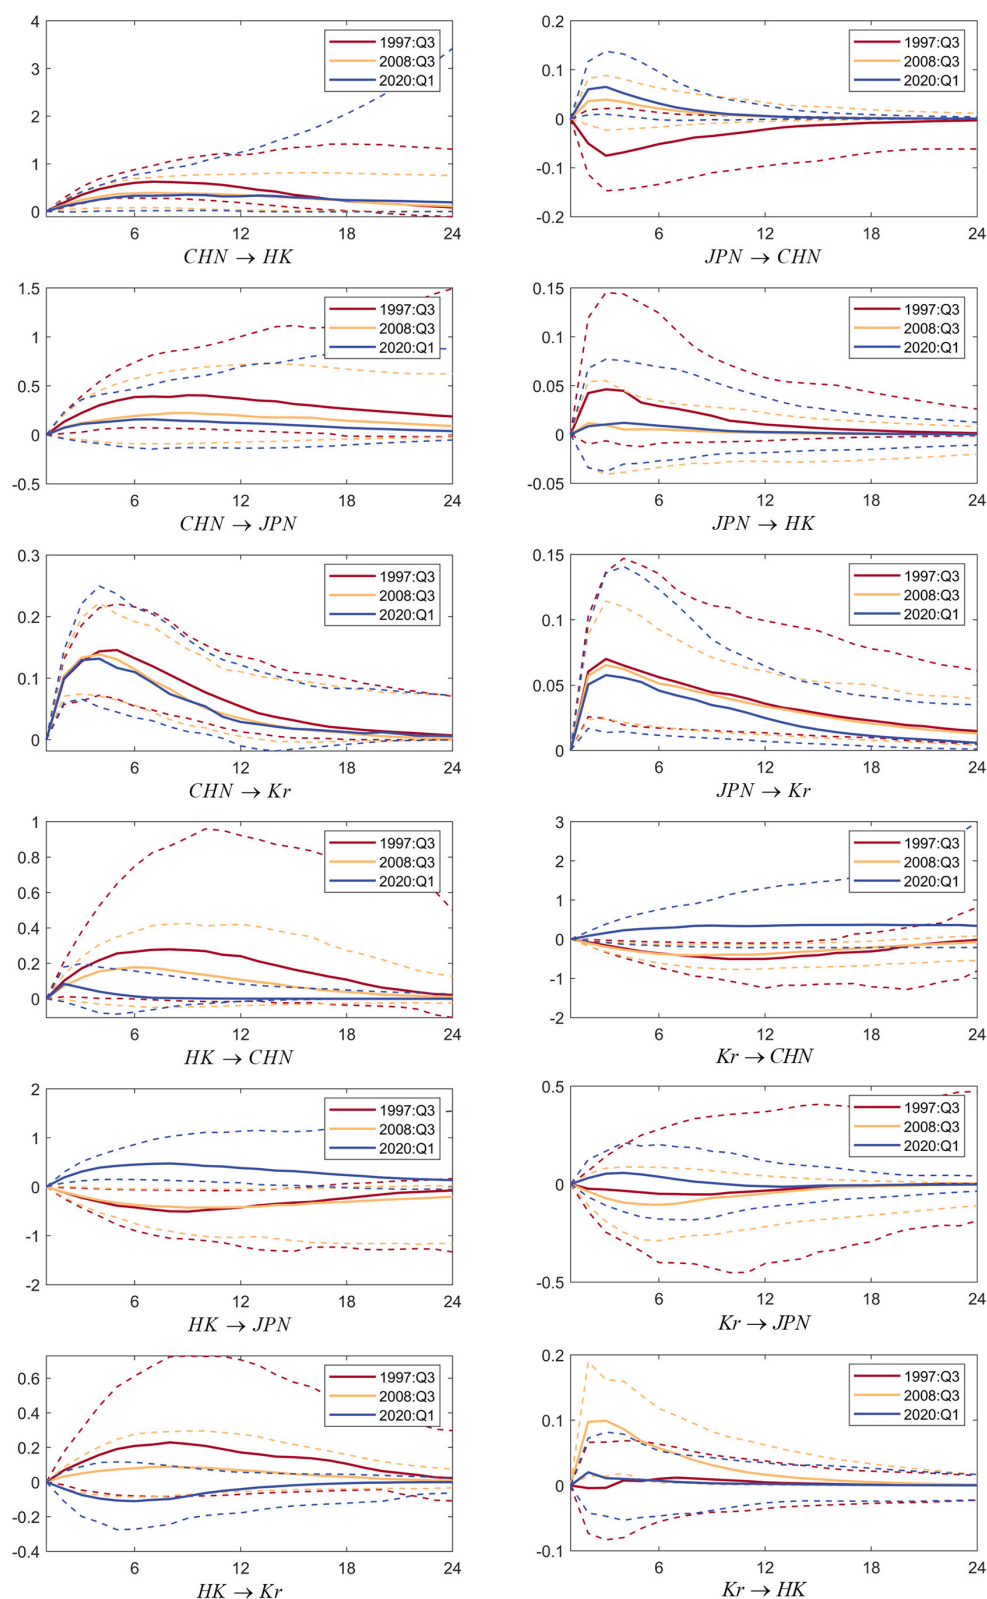 4
3
2
1
0
1997:Q3
2008:Q3
2020:Q1
6 12 18 24
CHN → HK
0.2
0.1
0
-0.1
-0.2
1997:Q3
2008:Q3
2020:Q1
6 12 18 24
JPN → CHN
1.5
1
0.5
0
-0.5
1997:Q3
2008:Q3
2020:Q1
6 12 18 24
CHN → JPN
0.15
0.1
0.05
0
-0.05
1997:Q3
2008:Q3
2020:Q1
6 12 18 24
JPN → HK
0.3
0.2
0.1
0
1997:Q3
2008:Q3
2020:Q1
6 12 18 24
CHN → Kr
0.15
0.1
0.05
0
1997:Q3
2008:Q3
2020:Q1
6 12 18 24
JPN → Kr
1
0.8
0.6
0.4
0.2
0
1997:Q3
2008:Q3
2020:Q1
6 12 18 24
HK → CHN
3
2
1
0
-1
-2
1997:Q3
2008:Q3
2020:Q1
6 12 18 24
Kr → CHN
2
1
0
-1
-2
1997:Q3
2008:Q3
2020:Q1
6 12 18 24
HK → JPN
0.5
0
-0.5
1997:Q3
2008:Q3
2020:Q1
6 12 18 24
Kr → JPN
0.6
0.4
0.2
0
-0.2
-0.4
1997:Q3
2008:Q3
2020:Q1
6 12 18 24
HK → Kr
0.2
0.1
0
-0.1
1997:Q3
2008:Q3
2020:Q1
6 12 18 24
Kr → HK